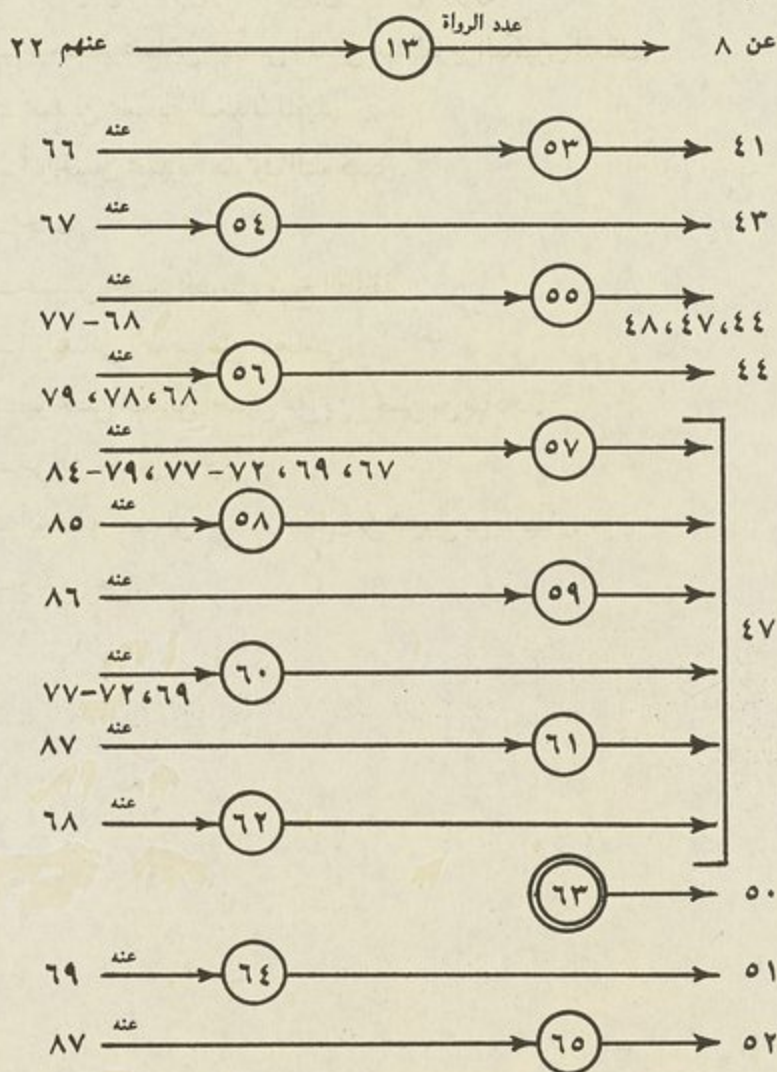 عدد الرواة
عن ٨ ١٣ عنهم ٢٢
٤١ ٥٣ عنه ٦٦
٤٣ ٥٤ عنه ٦٧
٤٨،٤٧،٤٤ ٥٥ عنه ٦٨-٧٧
٤٤ ٥٦ عنه ٦٨، ٧٨، ٧٩
٥٧ عنه ٦٧، ٦٩، ٧٢-٧٧، ٧٩-٨٤
٥٨ عنه ٨٥
٥٩ عنه ٨٦
٤٧
٦٠ عنه ٦٩، ٧٢-٧٧
٦١ عنه ٨٧
٦٢ عنه ٦٨
٥٠ ٦٣
٥١ ٦٤ عنه ٦٩
٥٢ ٦٥ عنه ٨٧